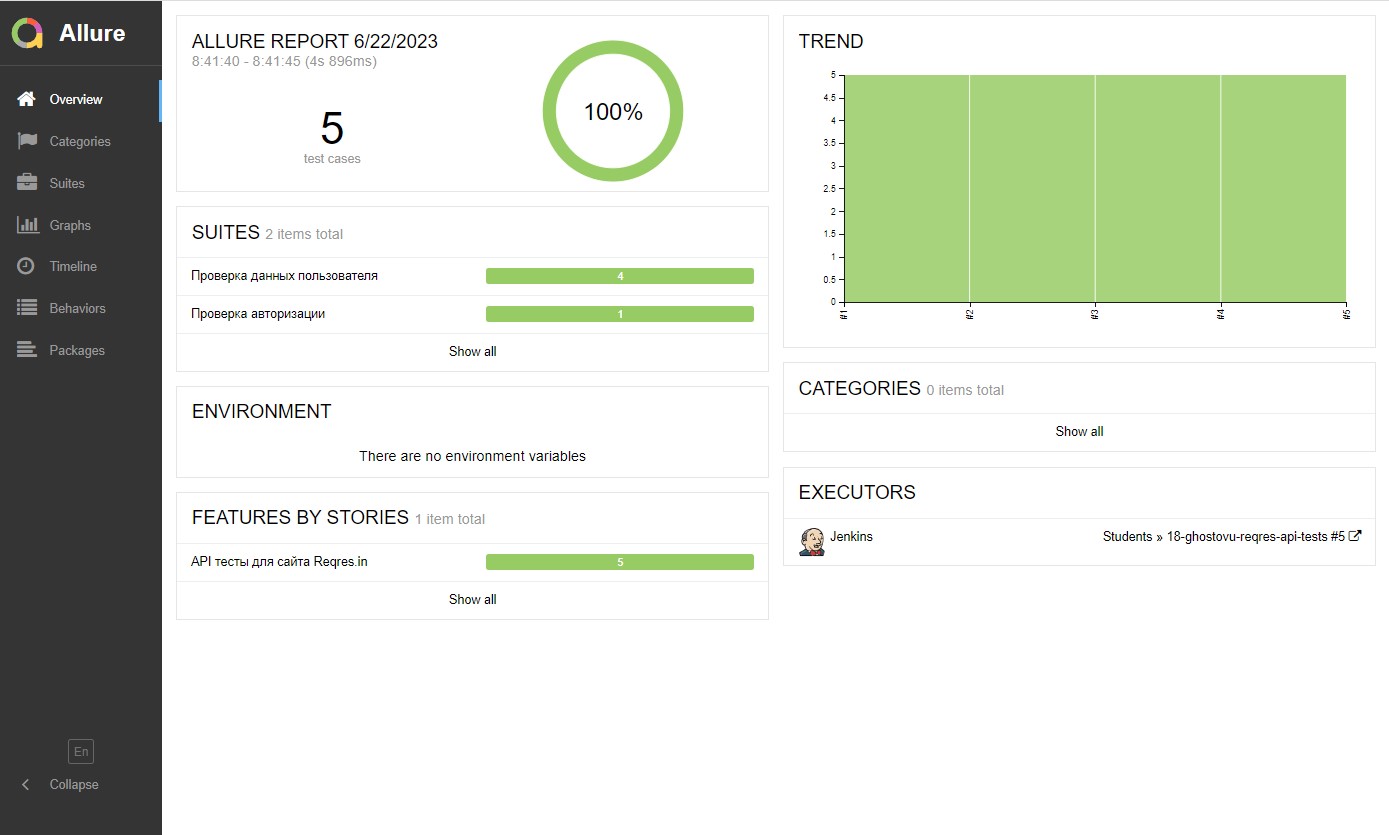 Allure
Overview
Categories
Suites
Graphs
Timeline
Behaviors
Packages
En
Collapse
ALLURE REPORT 6/22/2023
8:41:40 - 8:41:45 (4s 896ms)
5
test cases
100%
SUITES 2 items total
Проверка данных пользователя 4
Проверка авторизации 1
Show all
ENVIRONMENT
There are no environment variables
FEATURES BY STORIES 1 item total
API тесты для сайта Reqres.in 5
Show all
TREND
5
4.5
4
3.5
3
2.5
2
1.5
1
0.5
0
#1 #2 #3 #4 #5
CATEGORIES 0 items total
Show all
EXECUTORS
Jenkins Students » 18-ghostovu-reqres-api-tests #5